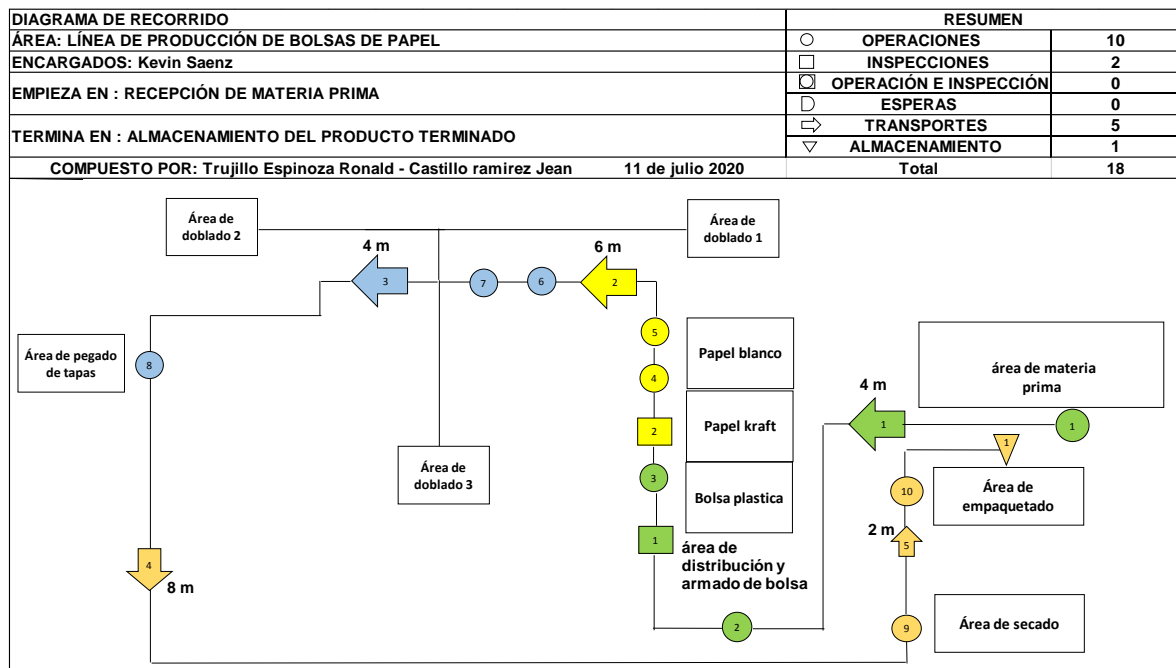 DIAGRAMA DE RECORRIDO
RESUMEN
ÁREA: LÍNEA DE PRODUCCIÓN DE BOLSAS DE PAPEL
OPERACIONES 10
ENCARGADOS: Kevin Saenz
INSPECCIONES 2
EMPIEZA EN : RECEPCIÓN DE MATERIA PRIMA
OPERACIÓN E INSPECCIÓN 0
ESPERAS 0
TERMINA EN : ALMACENAMIENTO DEL PRODUCTO TERMINADO
TRANSPORTES 5
ALMACENAMIENTO 1
COMPUESTO POR: Trujillo Espinoza Ronald - Castillo ramirez Jean 11 de julio 2020
Total 18
Área de
doblado 2
Área de
doblado 1
4 m
6 m
3
7
6
2
5
Papel blanco
4
Área de pegado
de tapas
8
área de materia
prima
4 m
1
1
Papel kraft
2
1
Área de
doblado 3
3
Bolsa plastica
10
Área de
empaquetado
1
área de
distribución y
armado de bolsa
2 m
5
4
8 m
2
9
Área de secado